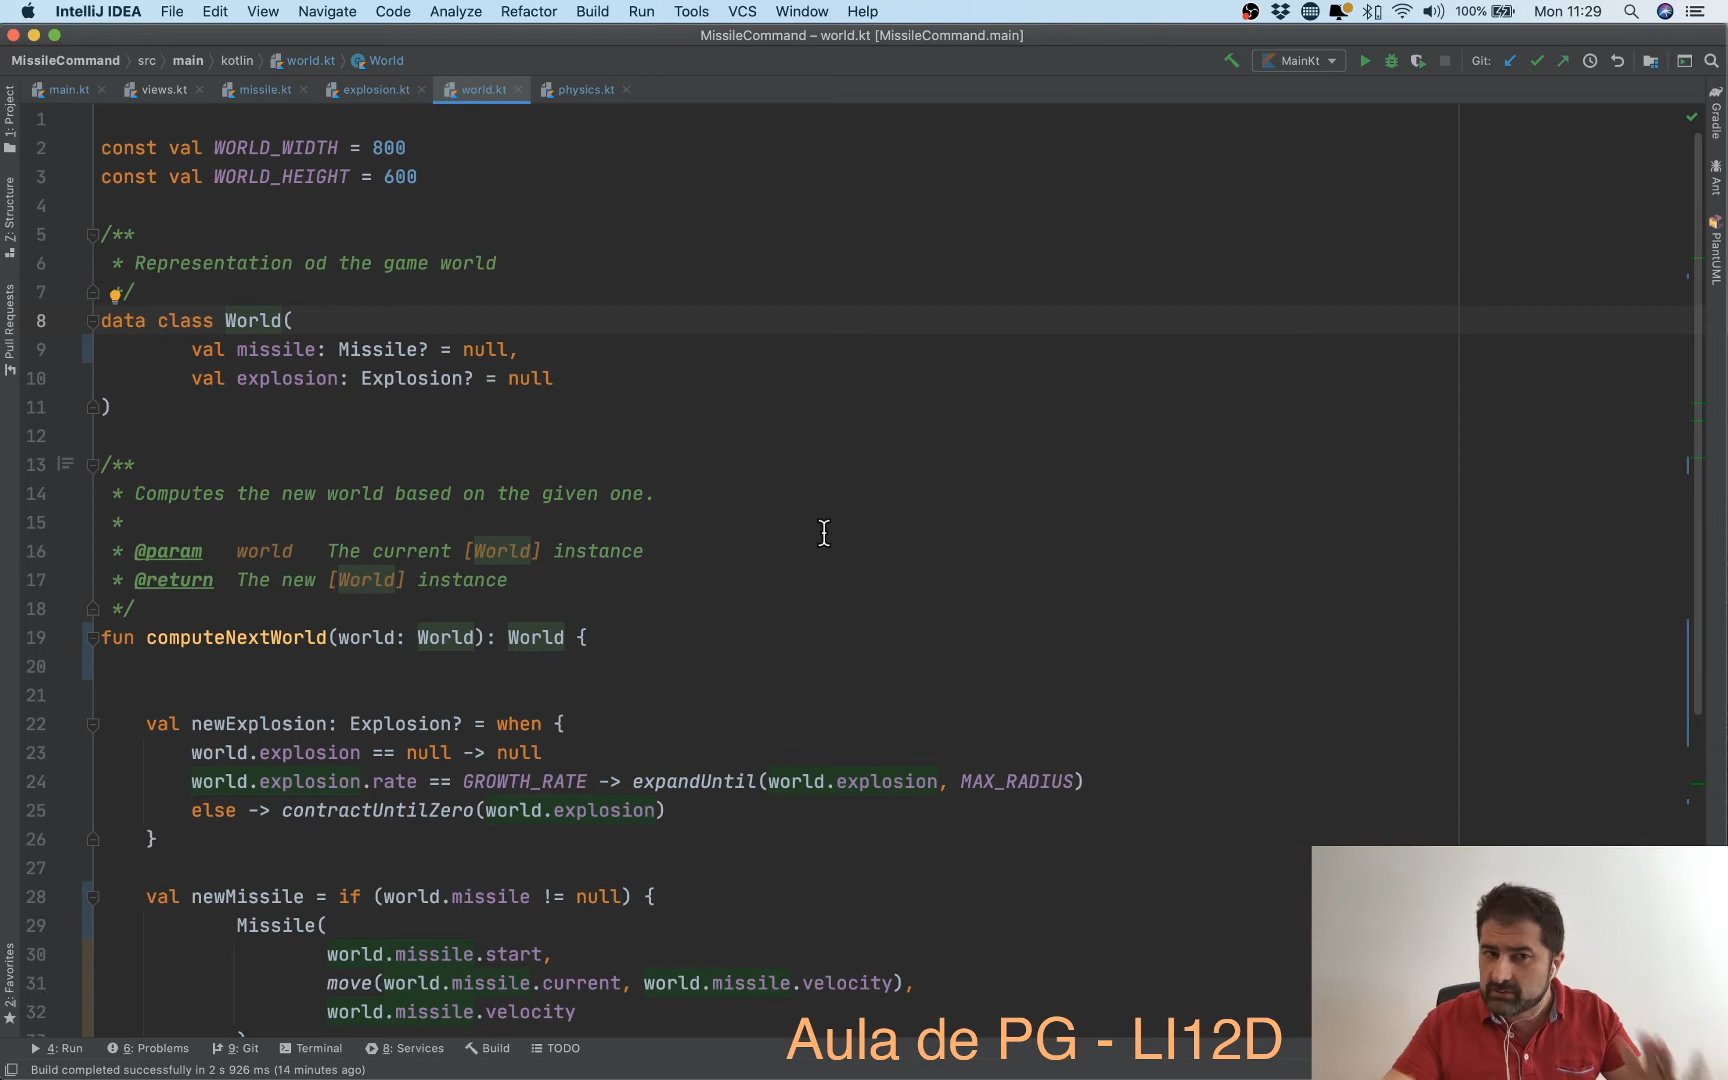 IntelliJ IDEA File Edit View Navigate Code Analyze Refactor Build Run Tools VCS Window Help 100% Mon 11:29
MissileCommand – world.kt [MissileCommand.main]
MissileCommand src main kotlin world.kt World MainKt Git:
main.kt views.kt missile.kt explosion.kt world.kt physics.kt
1
2 const val WORLD_WIDTH = 800
3 const val WORLD_HEIGHT = 600
4
5 /**
6 * Representation od the game world
7 */
8 data class World(
9 val missile: Missile? = null,
10 val explosion: Explosion? = null
11 )
12
13 /**
14 * Computes the new world based on the given one.
15 *
16 * @param world The current [World] instance
17 * @return The new [World] instance
18 */
19 fun computeNextWorld(world: World): World {
20
21
22 val newExplosion: Explosion? = when {
23 world.explosion == null -> null
24 world.explosion.rate == GROWTH_RATE -> expandUntil(world.explosion, MAX_RADIUS)
25 else -> contractUntilZero(world.explosion)
26 }
27
28 val newMissile = if (world.missile != null) {
29 Missile(
30 world.missile.start,
31 move(world.missile.current, world.missile.velocity),
32 world.missile.velocity
1: Project
7: Structure
Pull Requests
2: Favorites
Gradle
Ant
PlantUML
Aula de PG - LI12D
4: Run 6: Problems 9: Git Terminal 8: Services Build TODO
Build completed successfully in 2 s 926 ms (14 minutes ago)